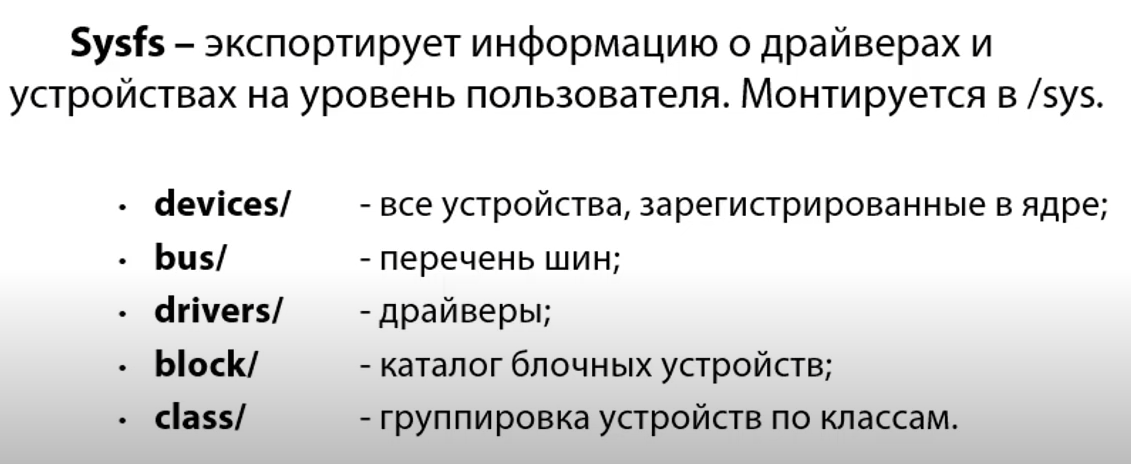 Sysfs – экспортирует информацию о драйверах и
устройствах на уровень пользователя. Монтируется в /sys.
• devices/ - все устройства, зарегистрированные в ядре;
• bus/ - перечень шин;
• drivers/ - драйверы;
• block/ - каталог блочных устройств;
• class/ - группировка устройств по классам.